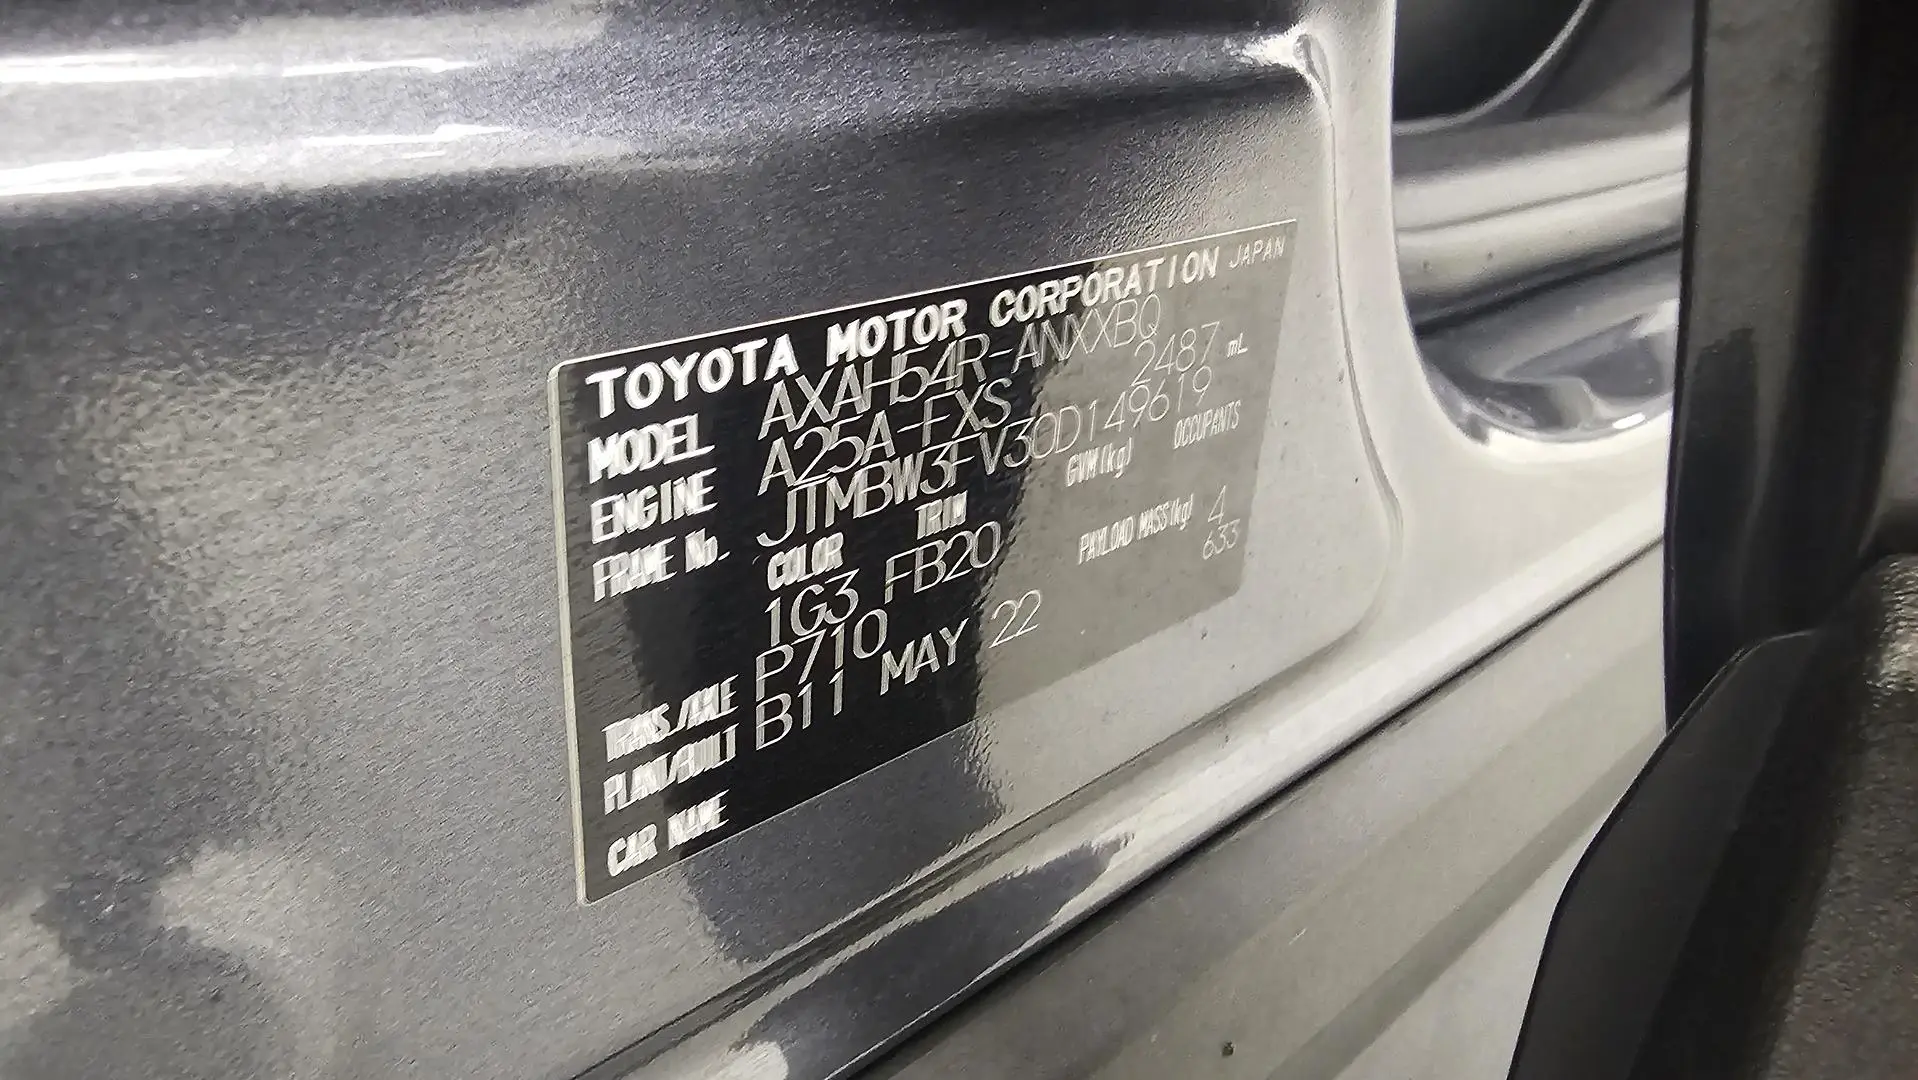 TOYOTA MOTOR CORPORATION JAPAN
MODEL AXAH54R-ANXXBQ
ENGINE A25A-FXS 2487 mL
FRAME No. JTMBW3FV30D149619
COLOR TRIM GVM(kg) OCCUPANTS
1G3 FB20 PAYLOAD MASS(kg) 4
633
TRANS./AXLE P710
PLANT/BUILT B11 MAY 22
CAR NAME